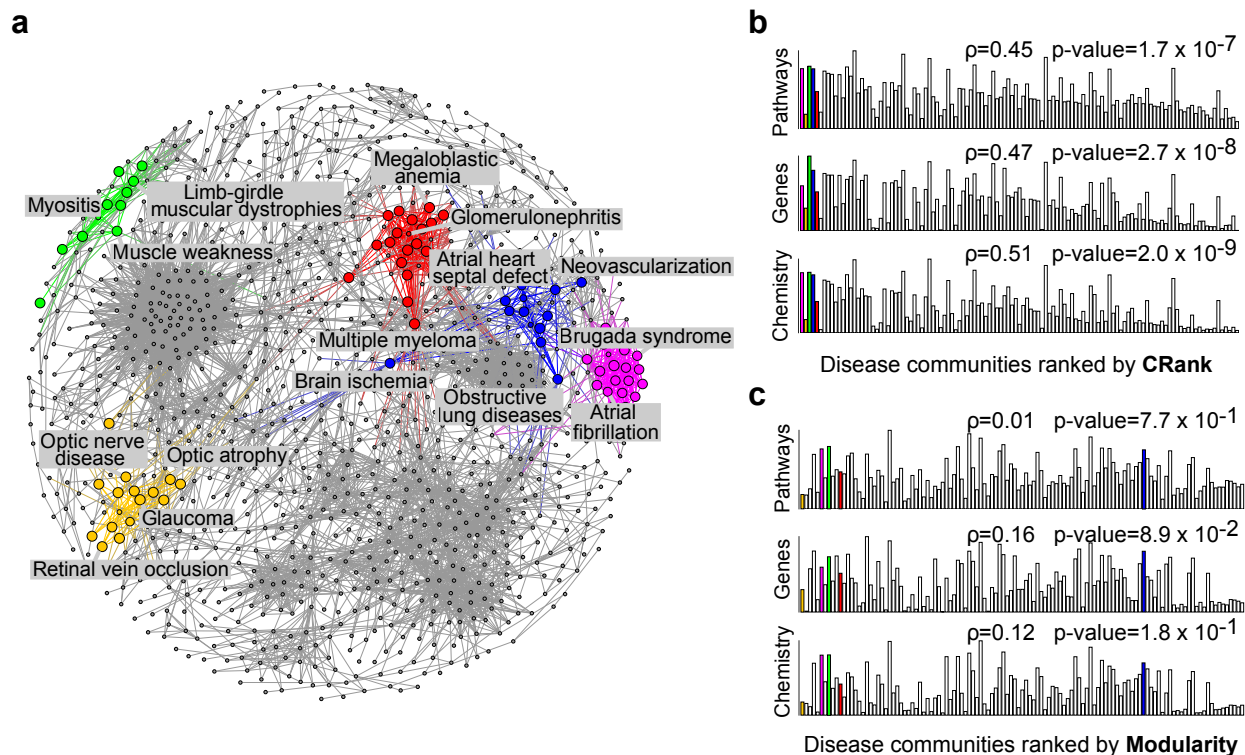 a
Megaloblastic
anemia
Limb-girdle
muscular dystrophies
Myositis
Glomerulonephritis
Muscle weakness
Atrial heart
septal defect
Neovascularization
Multiple myeloma
Brugada syndrome
Brain ischemia
Obstructive
lung diseases
Atrial
fibrillation
Optic nerve
disease
Optic atrophy
Glaucoma
Retinal vein occlusion
b
ρ=0.45 p-value=1.7 x 10-7
Pathways
ρ=0.47 p-value=2.7 x 10-8
Genes
ρ=0.51 p-value=2.0 x 10-9
Chemistry
Disease communities ranked by CRank
c
ρ=0.01 p-value=7.7 x 10-1
Pathways
ρ=0.16 p-value=8.9 x 10-2
Genes
ρ=0.12 p-value=1.8 x 10-1
Chemistry
Disease communities ranked by Modularity